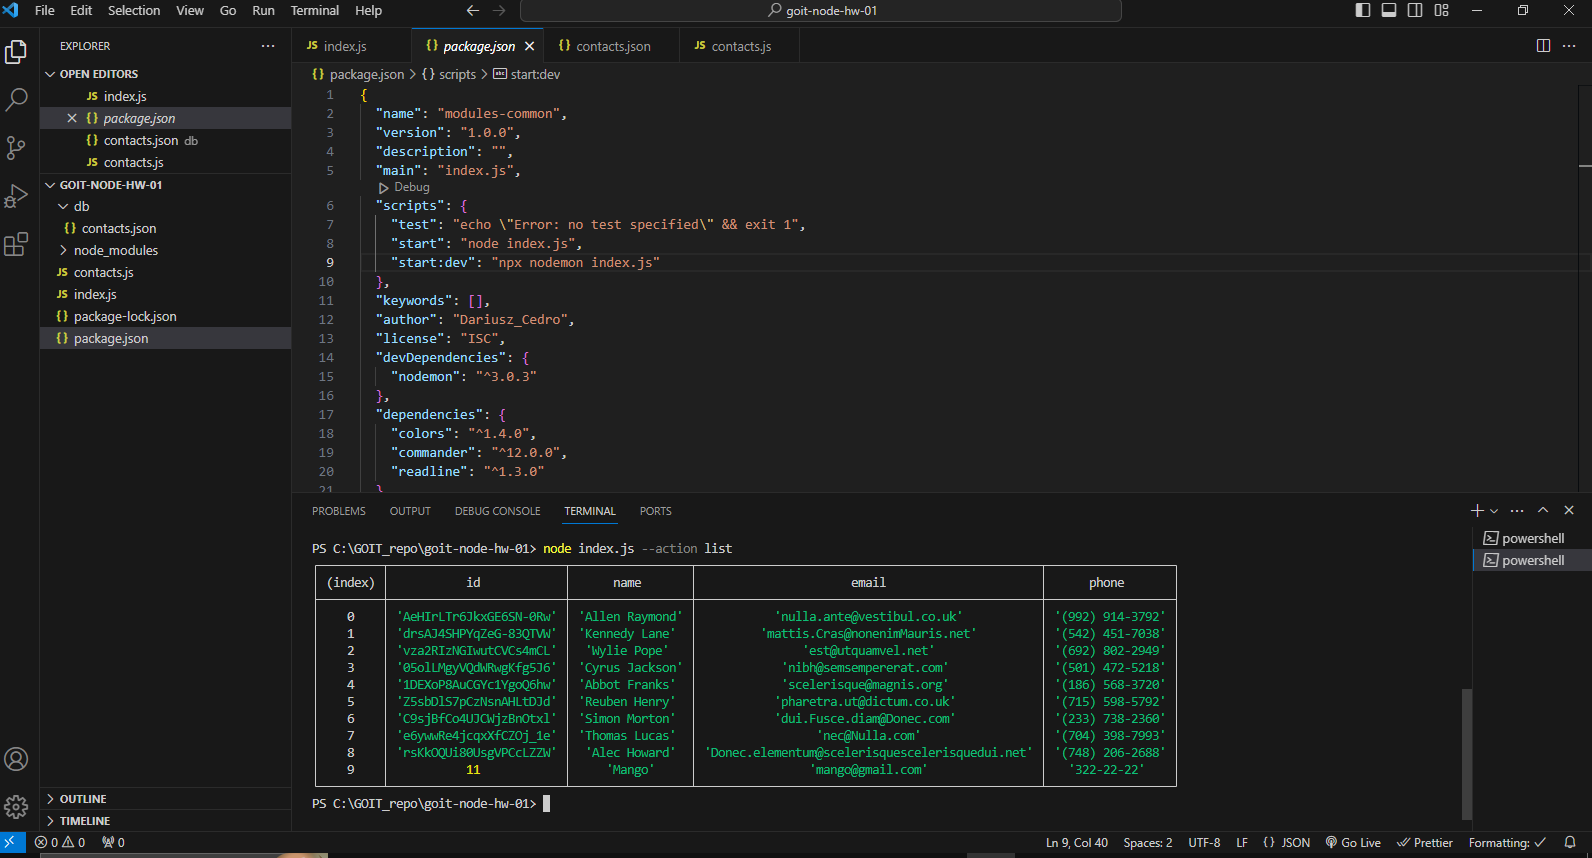 File Edit Selection View Go Run Terminal Help
goit-node-hw-01
EXPLORER
OPEN EDITORS
JS index.js
{} package.json
{} contacts.json db
JS contacts.js
GOIT-NODE-HW-01
db
{} contacts.json
node_modules
JS contacts.js
JS index.js
{} package-lock.json
{} package.json
OUTLINE
TIMELINE
JS index.js {} package.json {} contacts.json JS contacts.js
{} package.json > {} scripts > abc start:dev
1 {
2 "name": "modules-common",
3 "version": "1.0.0",
4 "description": "",
5 "main": "index.js",
Debug
6 "scripts": {
7 "test": "echo \"Error: no test specified\" && exit 1",
8 "start": "node index.js",
9 "start:dev": "npx nodemon index.js"
10 },
11 "keywords": [],
12 "author": "Dariusz_Cedro",
13 "license": "ISC",
14 "devDependencies": {
15 "nodemon": "^3.0.3"
16 },
17 "dependencies": {
18 "colors": "^1.4.0",
19 "commander": "^12.0.0",
20 "readline": "^1.3.0"
21 }
PROBLEMS OUTPUT DEBUG CONSOLE TERMINAL PORTS
powershell
powershell
PS C:\GOIT_repo\goit-node-hw-01> node index.js --action list
(index) id name email phone
0 'AeHIrLTr6JkxGE6SN-0Rw' 'Allen Raymond' 'nulla.ante@vestibul.co.uk' '(992) 914-3792'
1 'drsAJ4SHPYqZeG-83QTVW' 'Kennedy Lane' 'mattis.Cras@nonenimMauris.net' '(542) 451-7038'
2 'vza2RIzNGIwutCVCs4mCL' 'Wylie Pope' 'est@utquamvel.net' '(692) 802-2949'
3 '05olLMgyVQdWRwgKfg5J6' 'Cyrus Jackson' 'nibh@semsempererat.com' '(501) 472-5218'
4 '1DEXoP8AuCGYc1YgoQ6hw' 'Abbot Franks' 'scelerisque@magnis.org' '(186) 568-3720'
5 'Z5sbDlS7pCzNsnAHLtDJd' 'Reuben Henry' 'pharetra.ut@dictum.co.uk' '(715) 598-5792'
6 'C9sjBfCo4UJCWjzBnOtxl' 'Simon Morton' 'dui.Fusce.diam@Donec.com' '(233) 738-2360'
7 'e6ywwRe4jcqxXfCZOj_1e' 'Thomas Lucas' 'nec@Nulla.com' '(704) 398-7993'
8 'rsKkOQUi80UsgVPCcLZZW' 'Alec Howard' 'Donec.elementum@scelerisquescelerisquedui.net' '(748) 206-2688'
9 11 'Mango' 'mango@gmail.com' '322-22-22'
PS C:\GOIT_repo\goit-node-hw-01>
0 0 0 Ln 9, Col 40 Spaces: 2 UTF-8 LF {} JSON Go Live Prettier Formatting: